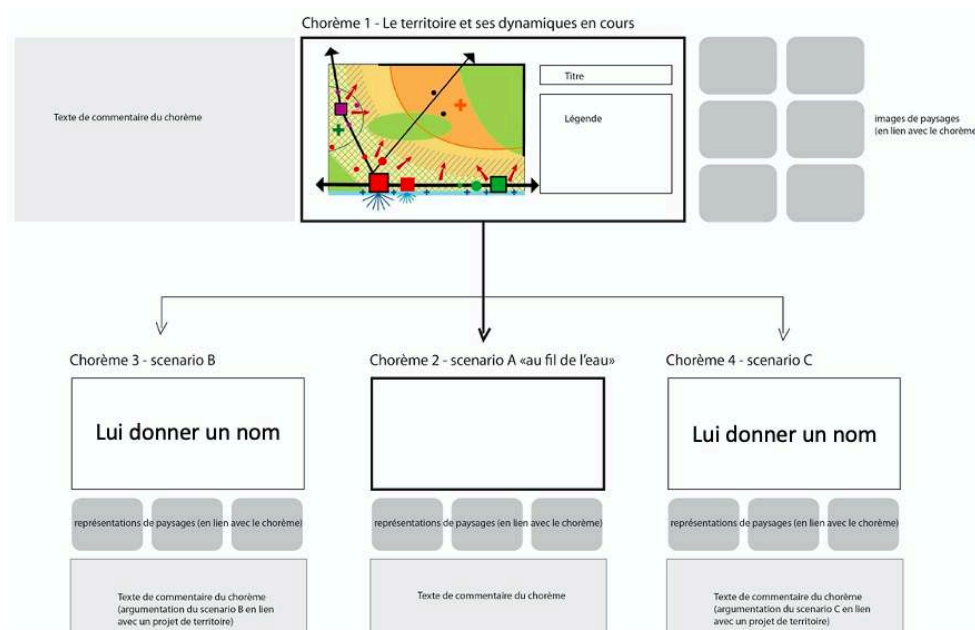 Chorème 1 - Le territoire et ses dynamiques en cours
Texte de commentaire du chorème
Titre
Légende
images de paysages
(en lien avec le chorème
Chorème 3 - scenario B
Lui donner un nom
représentations de paysages (en lien avec le chorème)
Texte de commentaire du chorème
(argumentation du scenario B en lien
avec un projet de territoire)
Chorème 2 - scenario A «au fil de l'eau»
représentations de paysages (en lien avec le chorème)
Texte de commentaire du chorème
Chorème 4 - scenario C
Lui donner un nom
représentations de paysages (en lien avec le chorème)
Texte de commentaire du chorème
(argumentation du scenario C en lien
avec un projet de territoire)